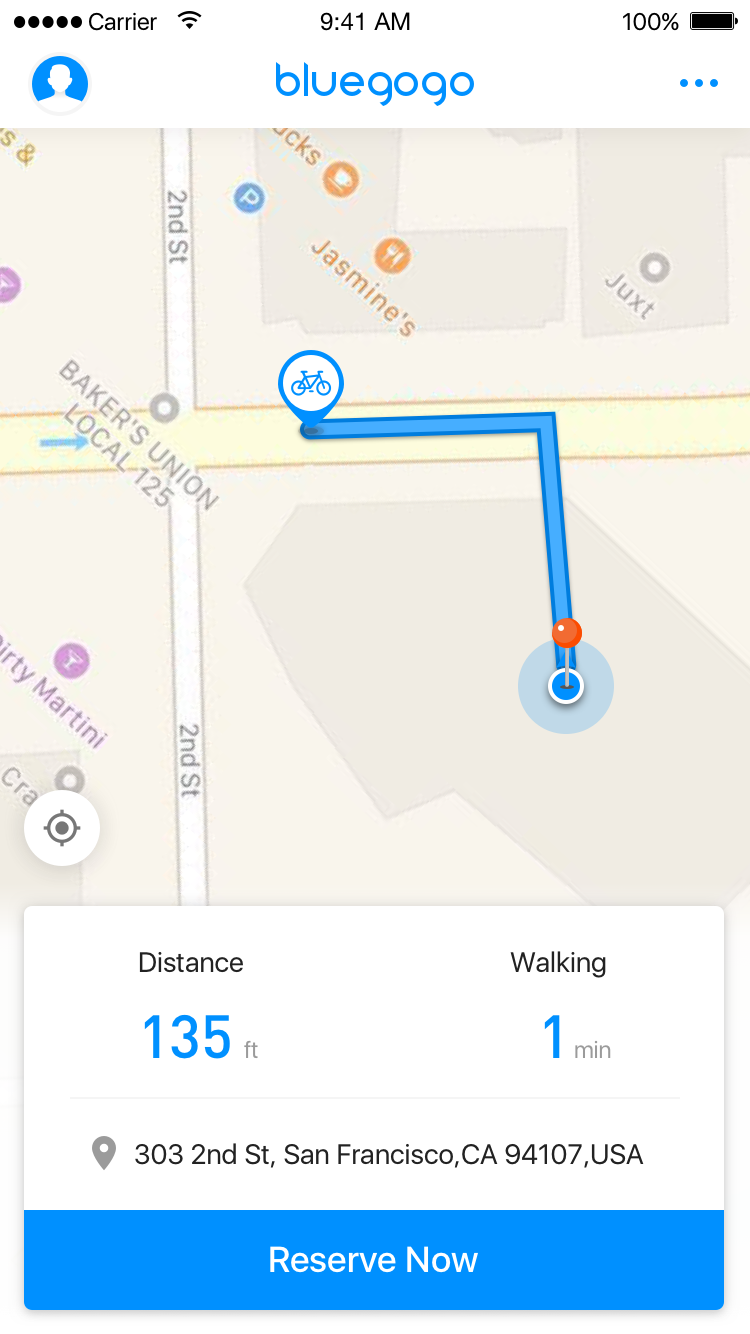 Carrier
9:41 AM
100%
bluegogo
s &
ucks
P
2nd St
Jasmine's
Juxt
BAKER'S UNION
LOCAL 125
irty Martini
2nd St
Cra
Distance
Walking
135 ft
1 min
303 2nd St, San Francisco,CA 94107,USA
Reserve Now